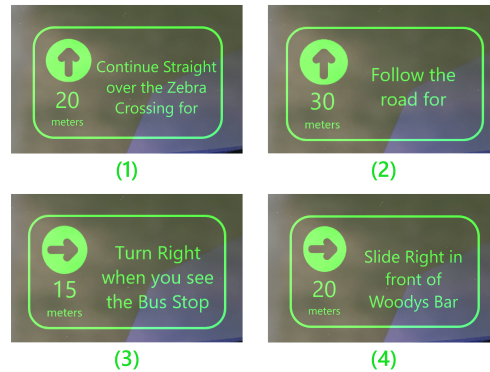 Continue Straight
over the Zebra
Crossing for
20
meters
(1)
Follow the
road for
30
meters
(2)
Turn Right
when you see
the Bus Stop
15
meters
(3)
Slide Right in
front of
Woodys Bar
20
meters
(4)